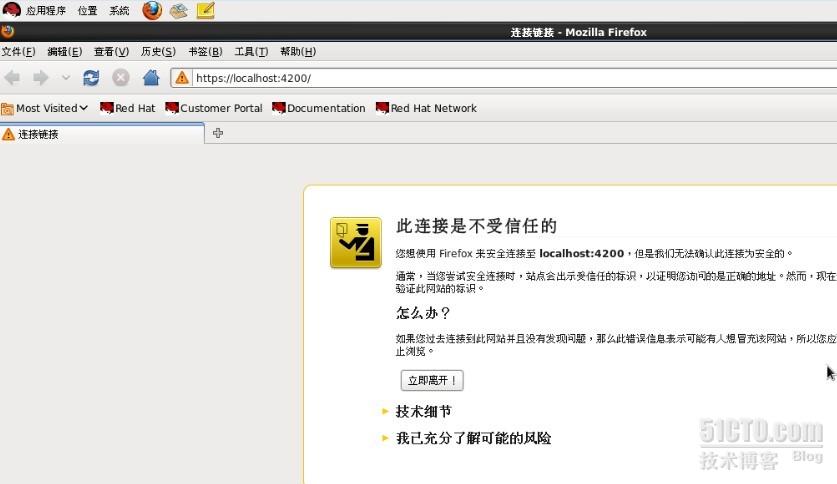 应用程序 位置 系统
连接链接 - Mozilla Firefox
文件(F) 编辑(E) 查看(V) 历史(S) 书签(B) 工具(T) 帮助(H)
https://localhost:4200/
Most Visited Red Hat Customer Portal Documentation Red Hat Network
连接链接
此连接是不受信任的
您想使用 Firefox 来安全连接至 localhost:4200，但是我们无法确认此连接为安全的。
通常，当您尝试安全连接时，站点会出示受信任的标识，以证明您访问的是正确的地址。然而，现在
验证此网站的标识。
怎么办？
如果您过去连接到此网站并且没有发现问题，那么此错误信息表示可能有人想冒充该网站，所以您应
止浏览。
立即离开！
技术细节
我已充分了解可能的风险
51CTO.com
技术博客 Blog